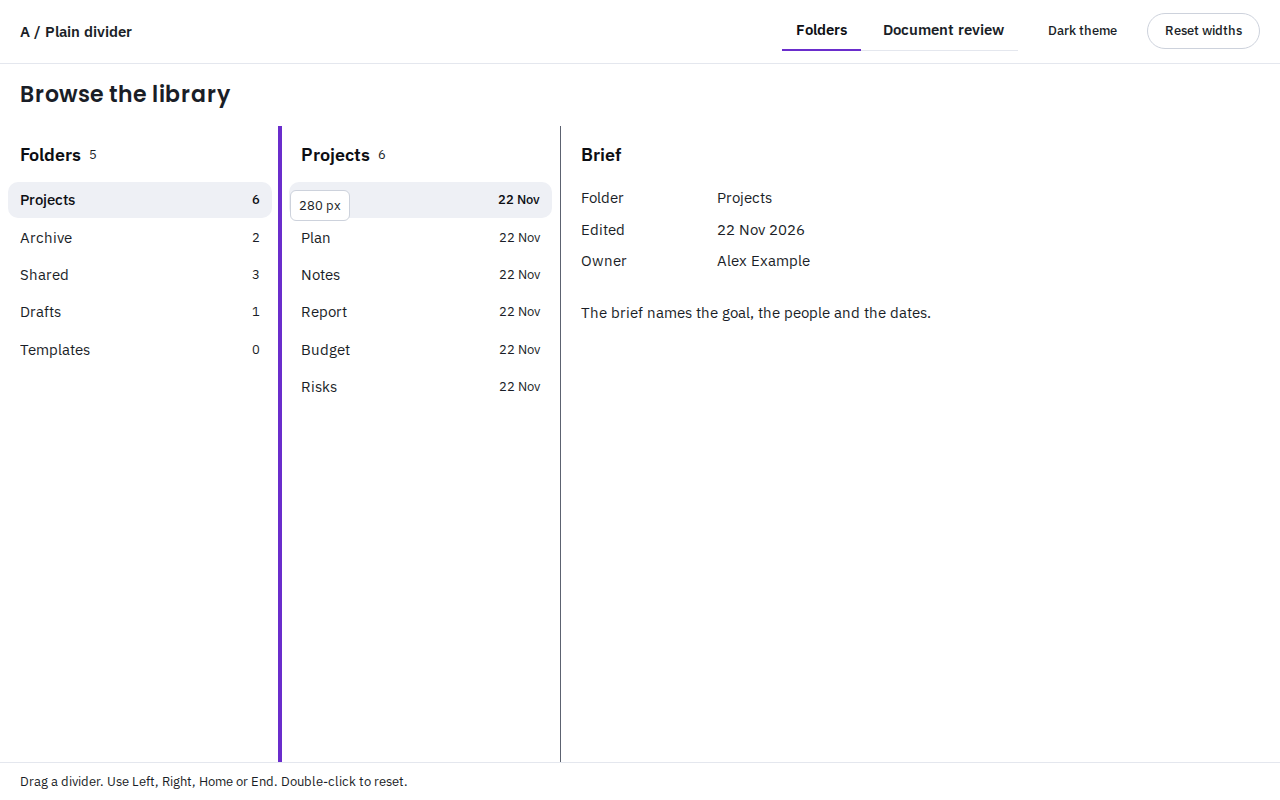 A / Plain divider
Folders
Document review
Dark theme
Reset widths
Browse the library
Folders 5
Projects 6
Archive 2
Shared 3
Drafts 1
Templates 0
Projects 6
280 px
22 Nov
Plan 22 Nov
Notes 22 Nov
Report 22 Nov
Budget 22 Nov
Risks 22 Nov
Brief
Folder Projects
Edited 22 Nov 2026
Owner Alex Example
The brief names the goal, the people and the dates.
Drag a divider. Use Left, Right, Home or End. Double-click to reset.